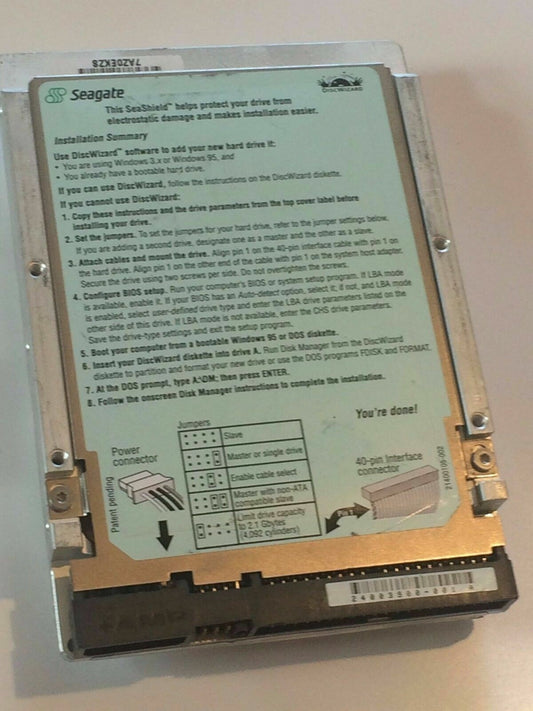 7AZ0EKZ8
Seagate
DISCWIZARD
This SeaShield™ helps protect your drive from
electrostatic damage and makes installation easier.
Installation Summary
Use DiscWizard™ software to add your new hard drive if:
• You are using Windows 3.x or Windows 95, and
• You already have a bootable hard drive.
If you can use DiscWizard, follow the instructions on the DiscWizard diskette.
If you cannot use DiscWizard:
1. Copy these instructions and the drive parameters from the top cover label before
installing your drive.
2. Set the jumpers. To set the jumpers for your hard drive, refer to the jumper settings below.
If you are adding a second drive, designate one as a master and the other as a slave.
3. Attach cables and mount the drive. Align pin 1 on the 40-pin interface cable with pin 1 on
the hard drive. Align pin 1 on the other end of the cable with pin 1 on the system host adapter.
Secure the drive using two screws per side. Do not overtighten the screws.
4. Configure BIOS setup. Run your computer's BIOS or system setup program. If LBA mode
is available, enable it. If your BIOS has an Auto-detect option, select it; if not, and LBA mode
is enabled, select user-defined drive type and enter the LBA drive parameters listed on the
other side of this drive. If LBA mode is not available, enter the CHS drive parameters.
Save the drive-type settings and exit the setup program.
5. Boot your computer from a bootable Windows 95 or DOS diskette.
6. Insert your DiscWizard diskette into drive A. Run Disk Manager from the DiscWizard
diskette to partition and format your new drive or use the DOS programs FDISK and FORMAT.
7. At the DOS prompt, type A:\DM; then press ENTER.
8. Follow the onscreen Disk Manager instructions to complete the installation.
You're done!
Jumpers
Slave
Master or single drive
Enable cable select
Master with non-ATA
compatible slave
Limit drive capacity
to 2.1 Gbytes
(4,092 cylinders)
Power
connector
Patent pending
40-pin Interface
connector
Pin 1
21400105-002
24003900-001 A
AMP